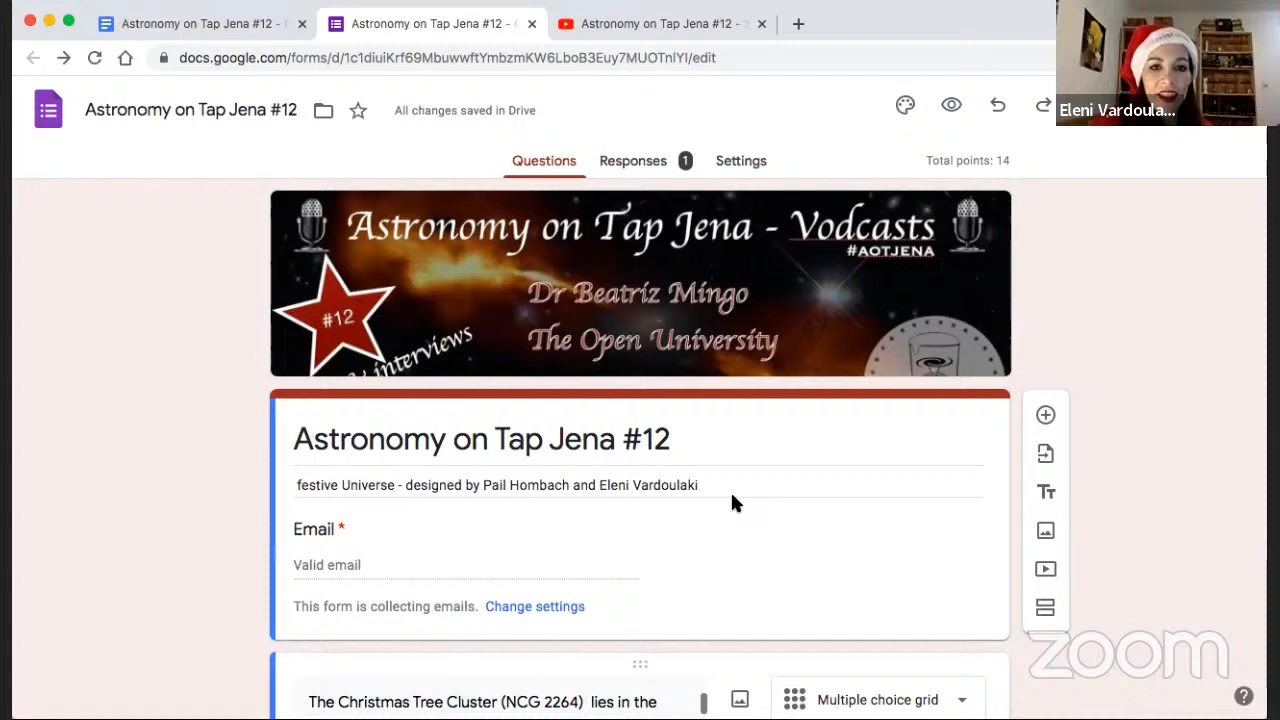 Astronomy on Tap Jena #12 -
Astronomy on Tap Jena #12 -
Astronomy on Tap Jena #12 -
docs.google.com/forms/d/1c1diuiKrf69MbuwwftYmbzmKW6LboB3Euy7MUOTnlYI/edit
Eleni Vardoula...
Astronomy on Tap Jena #12
All changes saved in Drive
Questions
Responses
1
Settings
Total points: 14
Astronomy on Tap Jena - Vodcasts
#AOTJENA
Dr Beatriz Mingo
#12
The Open University
& interviews
Astronomy on Tap Jena #12
festive Universe - designed by Pail Hombach and Eleni Vardoulaki
Email *
Valid email
This form is collecting emails. Change settings
zoom
The Christmas Tree Cluster (NCG 2264) lies in the
Multiple choice grid